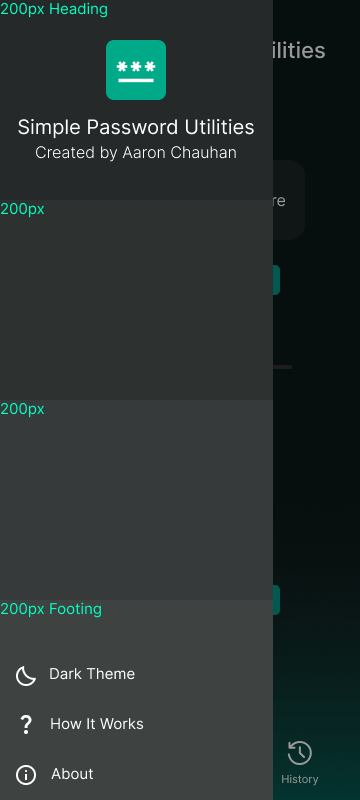 200px Heading
ilities
***
Simple Password Utilities
Created by Aaron Chauhan
200px
re
200px
200px Footing
Dark Theme
? How It Works
About
History